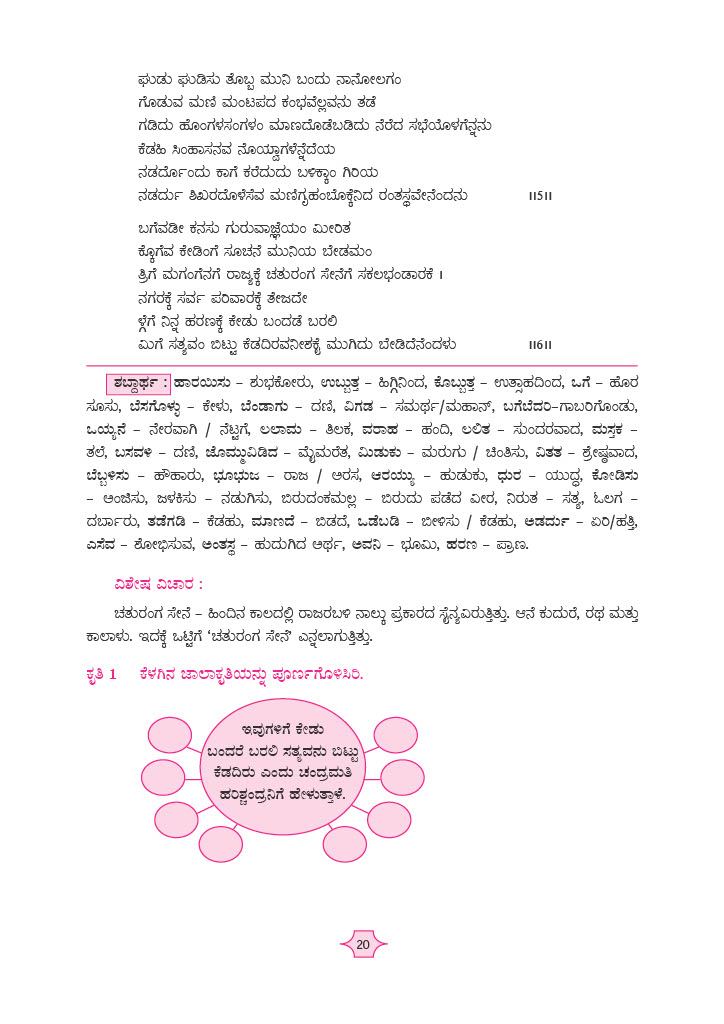 ಘುಡು ಘುಡಿಸು ತೊಬ್ಬ ಮುನಿ ಬಂದು ನಾನೋಲಗಂ
ಗೊಡುವ ಮಣಿ ಮಂಟಪದ ಕಂಭವೆಲ್ಲವನು ತಡೆ
ಗಡಿದು ಹೊಂಗಳಸಂಗಳಂ ಮಾಣದೊಡೆಬಡಿದು ನೆರೆದ ಸಭೆಯೊಳಗೆನ್ನನು
ಕೆಡಹಿ ಸಿಂಹಾಸನವ ನೊಯ್ವಾಗಳೆನ್ನೆದೆಯ
ನಡರ್ದೊಂದು ಕಾಗೆ ಕರೆದುದು ಬಳಿಕ್ಕಾಂ ಗಿರಿಯ
ನಡರ್ದು ಶಿಖರದೊಳೆಸೆವ ಮಣಿಗೃಹಂಬೊಕ್ಕೆನಿದ ರಂತಸ್ಥವೇನೆಂದನು ॥5॥
ಬಗೆವಡೀ ಕನಸು ಗುರುವಾಜ್ಞೆಯಂ ಮೀರಿತ
ಕ್ಕೊಗೆವ ಕೇಡಿಂಗೆ ಸೂಚನೆ ಮುನಿಯ ಬೇಡಮಂ
ತ್ರಿಗೆ ಮಗಂಗೆನಗೆ ರಾಜ್ಯಕ್ಕೆ ಚತುರಂಗ ಸೇನೆಗೆ ಸಕಲಭಂಡಾರಕೆ ।
ನಗರಕ್ಕೆ ಸರ್ವ ಪರಿವಾರಕ್ಕೆ ತೇಜದೇ
ಳ್ಗೆಗೆ ನಿನ್ನ ಹರಣಕ್ಕೆ ಕೇಡು ಬಂದಡೆ ಬರಲಿ
ಮಿಗೆ ಸತ್ಯವಂ ಬಿಟ್ಟು ಕೆಡದಿರವನೀಶಕೈ ಮುಗಿದು ಬೇಡಿದೆನೆಂದಳು ॥6॥
ಶಬ್ದಾರ್ಥ : ಹಾರಯಿಸು – ಶುಭಕೋರು, ಉಬ್ಬುತ್ತ – ಹಿಗ್ಗಿನಿಂದ, ಕೊಬ್ಬುತ್ತ – ಉತ್ಸಾಹದಿಂದ, ಒಗೆ – ಹೊರ
ಸೂಸು, ಬೆಸಗೊಳ್ಳು – ಕೇಳು, ಬೆಂಡಾಗು – ದಣಿ, ವಿಗಡ – ಸಮರ್ಥ/ಮಹಾನ್, ಬಗೆಬೆದರಿ–ಗಾಬರಿಗೊಂಡು,
ಒಯ್ಯನೆ – ನೇರವಾಗಿ / ನೆಟ್ಟಗೆ, ಲಲಾಮ – ತಿಲಕ, ವರಾಹ – ಹಂದಿ, ಲಲಿತ – ಸುಂದರವಾದ, ಮಸ್ತಕ –
ತಲೆ, ಬಸವಳಿ – ದಣಿ, ಜೊಮ್ಮುವಿಡಿದ – ಮೈಮರೆತ, ಮಿಡುಕು – ಮರುಗು / ಚಿಂತಿಸು, ವಿತತ – ಶ್ರೇಷ್ಠವಾದ,
ಬೆಬ್ಬಳಿಸು – ಹೌಹಾರು, ಭೂಭುಜ – ರಾಜ / ಅರಸ, ಆರಯ್ಯು – ಹುಡುಕು, ಧುರ – ಯುದ್ಧ, ಕೋಡಿಸು
– ಅಂಜಿಸು, ಜಳಕಿಸು – ನಡುಗಿಸು, ಬಿರುದಂಕಮಲ್ಲ – ಬಿರುದು ಪಡೆದ ವೀರ, ನಿರುತ – ಸತ್ಯ, ಓಲಗ –
ದರ್ಬಾರು, ತಡೆಗಡಿ – ಕೆಡಹು, ಮಾಣದೆ – ಬಿಡದೆ, ಒಡೆಬಡಿ – ಬೀಳಿಸು / ಕೆಡಹು, ಅಡರ್ದು – ಏರಿ/ಹತ್ತಿ,
ಎಸೆವ – ಶೋಭಿಸುವ, ಅಂತಸ್ಥ – ಹುದುಗಿದ ಅರ್ಥ, ಅವನಿ – ಭೂಮಿ, ಹರಣ – ಪ್ರಾಣ.
ವಿಶೇಷ ವಿಚಾರ :
ಚತುರಂಗ ಸೇನೆ – ಹಿಂದಿನ ಕಾಲದಲ್ಲಿ ರಾಜರಬಳಿ ನಾಲ್ಕು ಪ್ರಕಾರದ ಸೈನ್ಯವಿರುತ್ತಿತ್ತು. ಆನೆ ಕುದುರೆ, ರಥ ಮತ್ತು
ಕಾಲಾಳು. ಇದಕ್ಕೆ ಒಟ್ಟಿಗೆ ‘ಚತುರಂಗ ಸೇನೆ’ ಎನ್ನಲಾಗುತ್ತಿತ್ತು.
ಕೃತಿ 1 ಕೆಳಗಿನ ಜಾಲಾಕೃತಿಯನ್ನು ಪೂರ್ಣಗೊಳಿಸಿರಿ.
ಇವುಗಳಿಗೆ ಕೇಡು
ಬಂದರೆ ಬರಲಿ ಸತ್ಯವನು ಬಿಟ್ಟು
ಕೆಡದಿರು ಎಂದು ಚಂದ್ರಮತಿ
ಹರಿಶ್ಚಂದ್ರನಿಗೆ ಹೇಳುತ್ತಾಳೆ.
20